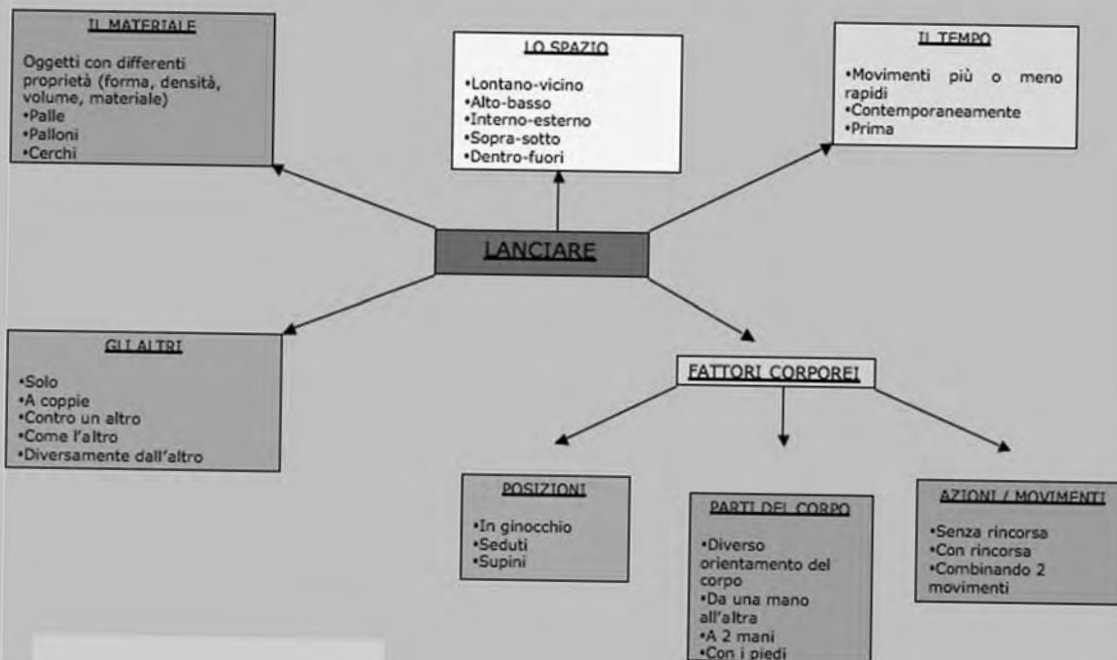 IL MATERIALE
Oggetti con differenti
proprietà (forma, densità,
volume, materiale)
•Palle
•Palloni
•Cerchi
LO SPAZIO
•Lontano-vicino
•Alto-basso
•Interno-esterno
•Sopra-sotto
•Dentro-fuori
IL TEMPO
•Movimenti più o meno
rapidi
•Contemporaneamente
•Prima
LANCIARE
GLI ALTRI
•Solo
•A coppie
•Contro un altro
•Come l'altro
•Diversamente dall'altro
FATTORI CORPOREI
POSIZIONI
•In ginocchio
•Seduti
•Supini
PARTI DEL CORPO
•Diverso
orientamento del
corpo
•Da una mano
all'altra
•A 2 mani
•Con i piedi
AZIONI / MOVIMENTI
•Senza rincorsa
•Con rincorsa
•Combinando 2
movimenti